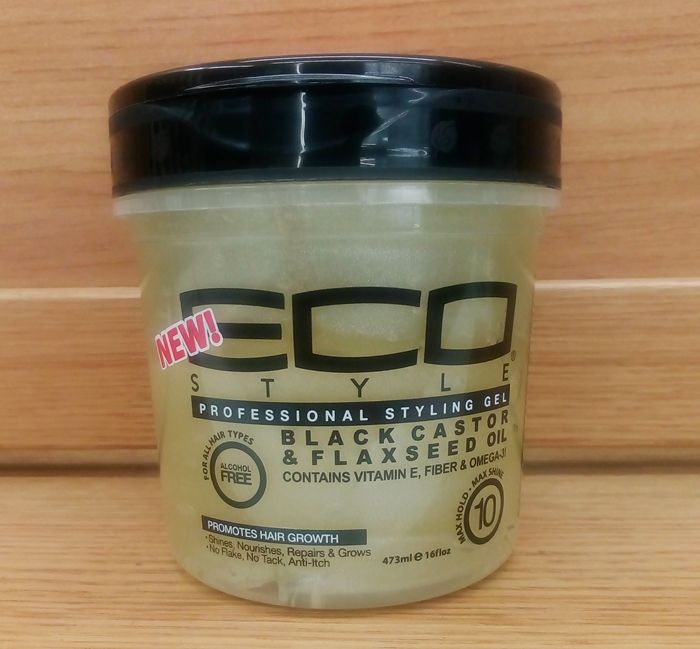 NEW!
ECO®
STYLE
PROFESSIONAL STYLING GEL
BLACK CASTOR
& FLAXSEED OIL
CONTAINS VITAMIN E, FIBER & OMEGA-3!
FOR ALL HAIR TYPES
ALCOHOL
FREE
MAX HOLD • MAX SHINE
10
PROMOTES HAIR GROWTH
•Shines, Nourishes, Repairs & Grows
•No Flake, No Tack, Anti-Itch
473ml ℮ 16floz